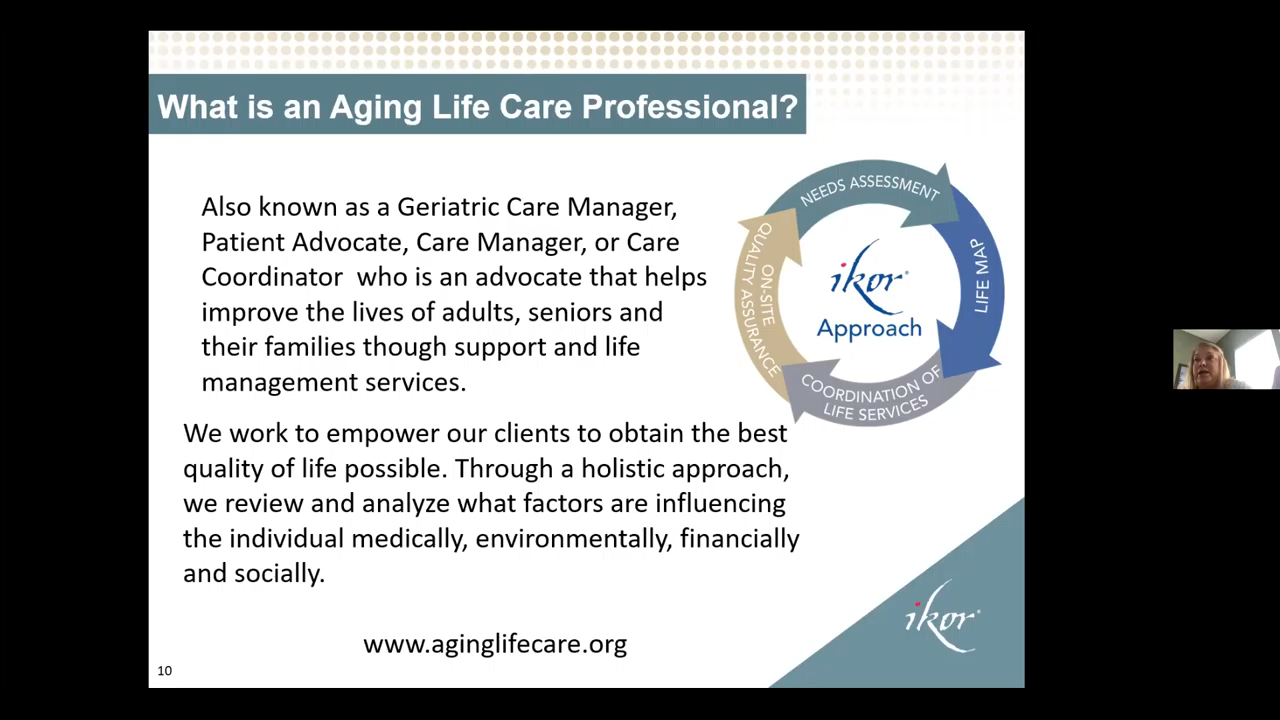 What is an Aging Life Care Professional?
Also known as a Geriatric Care Manager,
Patient Advocate, Care Manager, or Care
Coordinator who is an advocate that helps
improve the lives of adults, seniors and
their families though support and life
management services.
NEEDS ASSESSMENT
LIFE MAP
COORDINATION OF
LIFE SERVICES
ON-SITE
QUALITY ASSURANCE
ikor®
Approach
We work to empower our clients to obtain the best
quality of life possible. Through a holistic approach,
we review and analyze what factors are influencing
the individual medically, environmentally, financially
and socially.
www.aginglifecare.org
ikor®
10